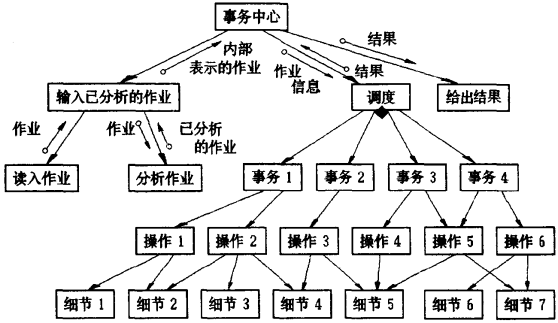 事务中心
内部
表示的作业
作业
信息
结果
结果
输入已分析的作业
调度
给出结果
作业
作业
已分析
的作业
读入作业
分析作业
事务 1
事务 2
事务 3
事务 4
操作 1
操作 2
操作 3
操作 4
操作 5
操作 6
细节 1
细节 2
细节 3
细节 4
细节 5
细节 6
细节 7